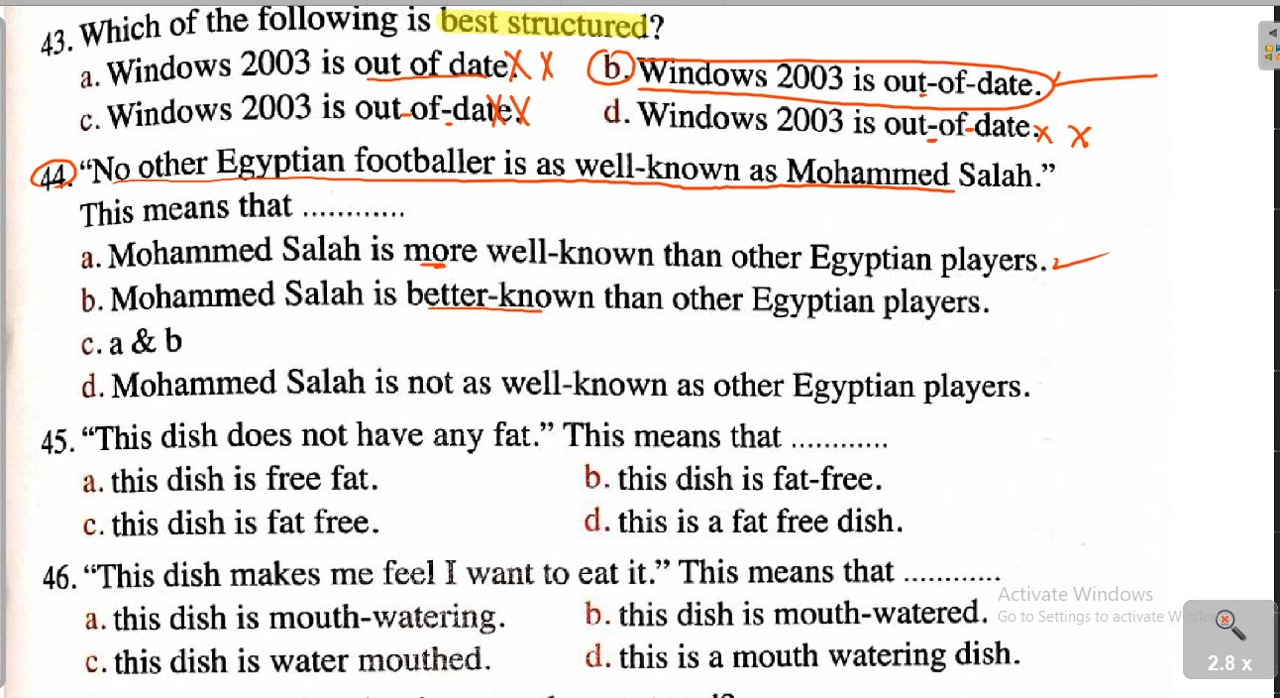 43. Which of the following is best structured?
a. Windows 2003 is out of date. b. Windows 2003 is out-of-date.
c. Windows 2003 is out-of-date. d. Windows 2003 is out-of-date.
44. “No other Egyptian footballer is as well-known as Mohammed Salah.”
This means that ............
a. Mohammed Salah is more well-known than other Egyptian players.
b. Mohammed Salah is better-known than other Egyptian players.
c. a & b
d. Mohammed Salah is not as well-known as other Egyptian players.
45. “This dish does not have any fat.” This means that ............
a. this dish is free fat. b. this dish is fat-free.
c. this dish is fat free. d. this is a fat free dish.
46. “This dish makes me feel I want to eat it.” This means that ............
a. this dish is mouth-watering. b. this dish is mouth-watered.
c. this dish is water mouthed. d. this is a mouth watering dish.
Activate Windows
Go to Settings to activate
2.8 x